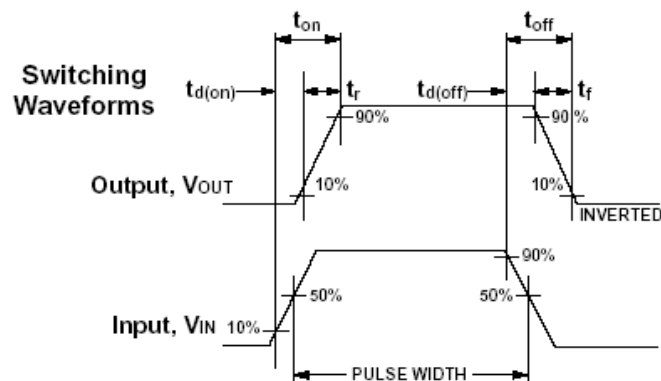 ton
toff
Switching
Waveforms
td(on)
tr
td(off)
tf
90%
90%
Output, VOUT
10%
10%
INVERTED
90%
50%
50%
Input, VIN
10%
PULSE WIDTH